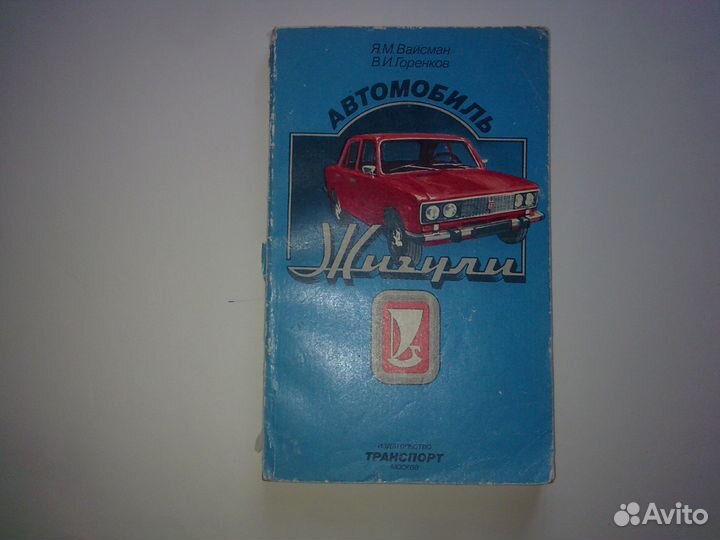 Я.М.Вайсман
В.И.Горенков
АВТОМОБИЛЬ
Жигули
ИЗДАТЕЛЬСТВО
ТРАНСПОРТ
МОСКВА
Avito